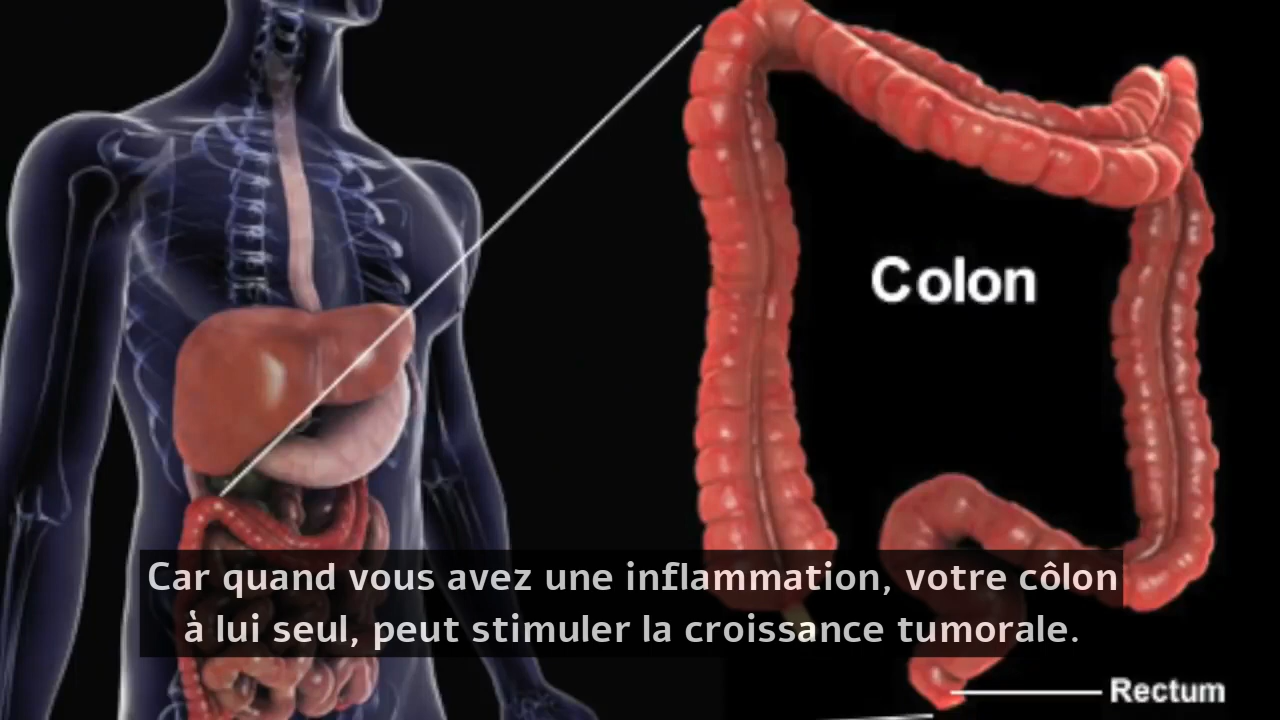 Colon
Car quand vous avez une inflammation, votre côlon
à lui seul, peut stimuler la croissance tumorale.
Rectum